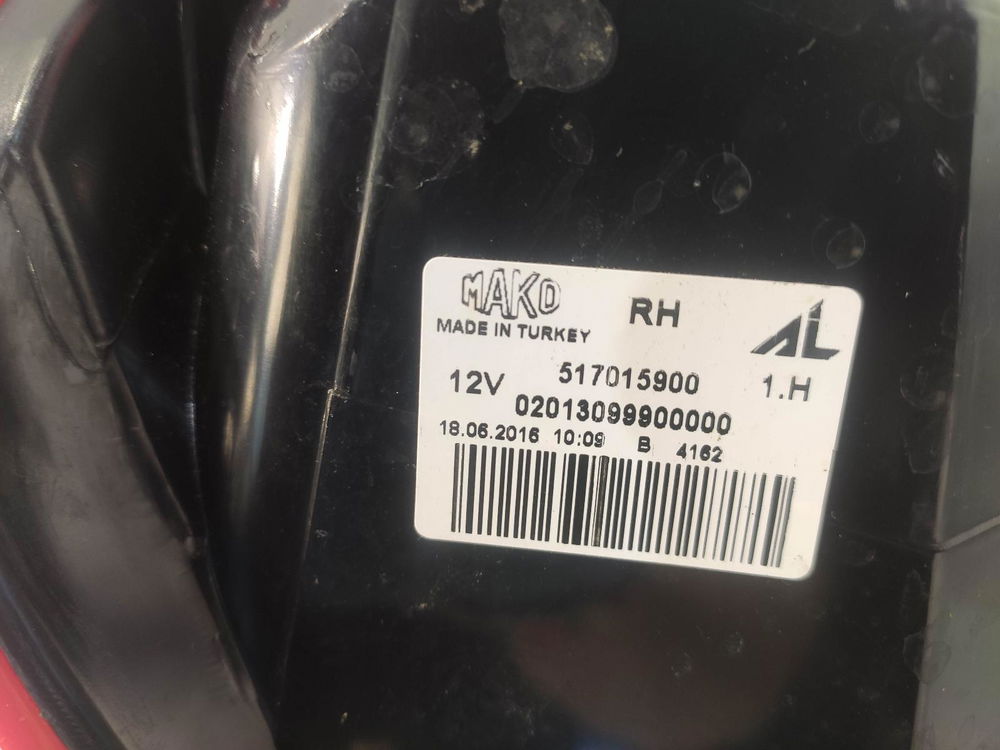 MAKO RH AL
MADE IN TURKEY
12V 517015900 1.H
02013099900000
18.06.2016 10:09 B 4162